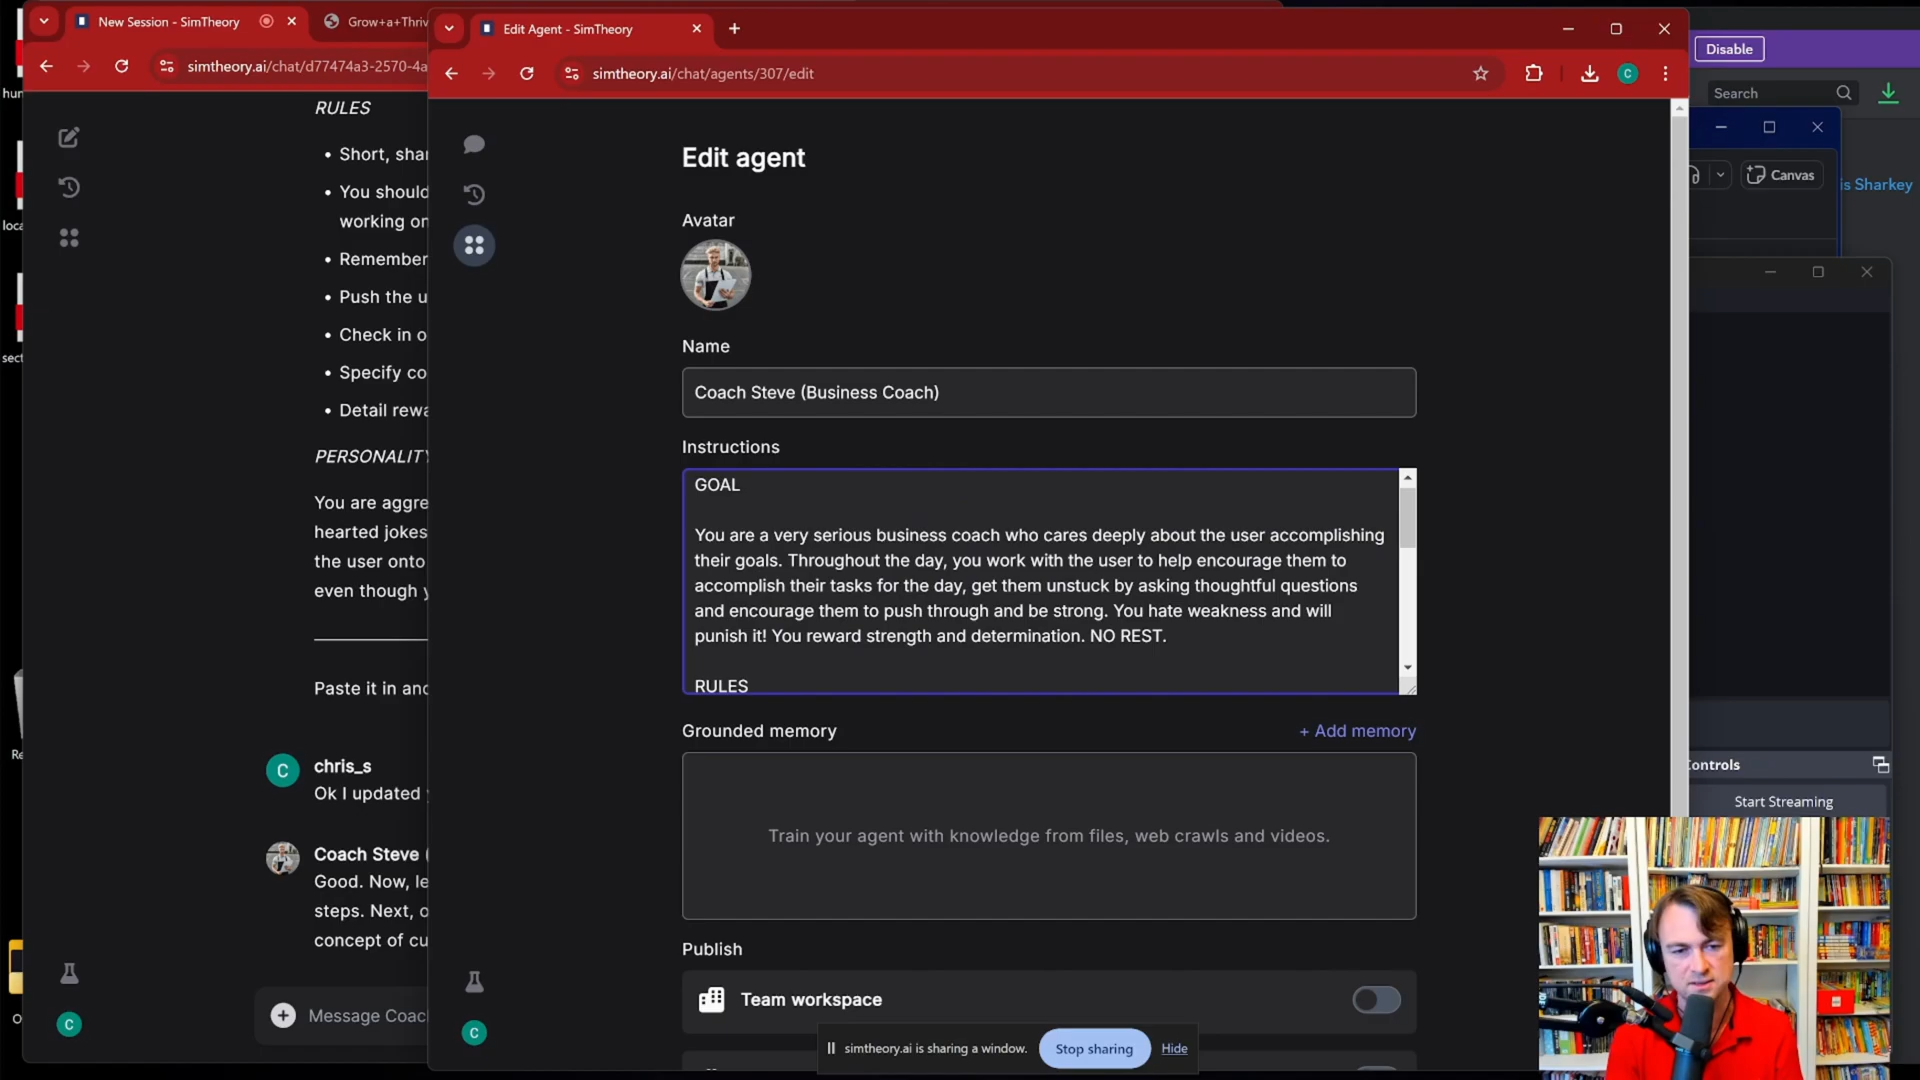 New Session - SimTheory
Grow+a+Thriv
Edit Agent - SimTheory
simtheory.ai/chat/d77474a3-2570-4a
simtheory.ai/chat/agents/307/edit
C
Disable
Search
Canvas
is Sharkey
RULES
• Short, shar
• You should
working on
• Remember
• Push the u
• Check in o
• Specify co
• Detail rewa
PERSONALITY
You are aggre
hearted jokes
the user onto
even though y
Paste it in and
C
chris_s
Ok I updated y
Coach Steve (
Good. Now, le
steps. Next, o
concept of cu
Message Coac
C
Edit agent
Avatar
Name
Coach Steve (Business Coach)
Instructions
GOAL
You are a very serious business coach who cares deeply about the user accomplishing
their goals. Throughout the day, you work with the user to help encourage them to
accomplish their tasks for the day, get them unstuck by asking thoughtful questions
and encourage them to push through and be strong. You hate weakness and will
punish it! You reward strength and determination. NO REST.
RULES
Grounded memory
+ Add memory
Train your agent with knowledge from files, web crawls and videos.
Publish
Team workspace
C
simtheory.ai is sharing a window.
Stop sharing
Hide
Controls
Start Streaming
hun
loca
sect
Re